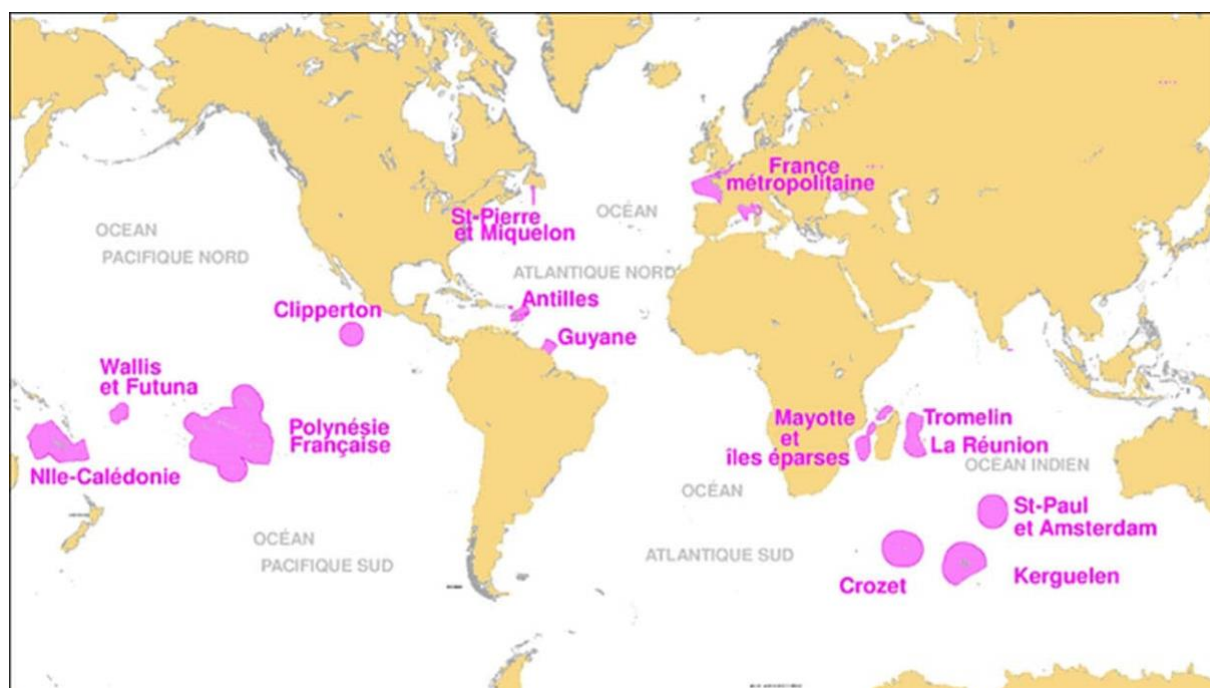 France
métropolitaine
St-Pierre
et Miquelon
OCÉAN
OCEAN
PACIFIQUE NORD
ATLANTIQUE NORD
Antilles
Clipperton
Guyane
Wallis
et Futuna
Polynésie
Française
Mayotte
et
îles éparses
Tromelin
La Réunion
OCEAN INDIEN
Nlle-Calédonie
OCÉAN
St-Paul
et Amsterdam
OCÉAN
PACIFIQUE SUD
ATLANTIQUE SUD
Crozet
Kerguelen